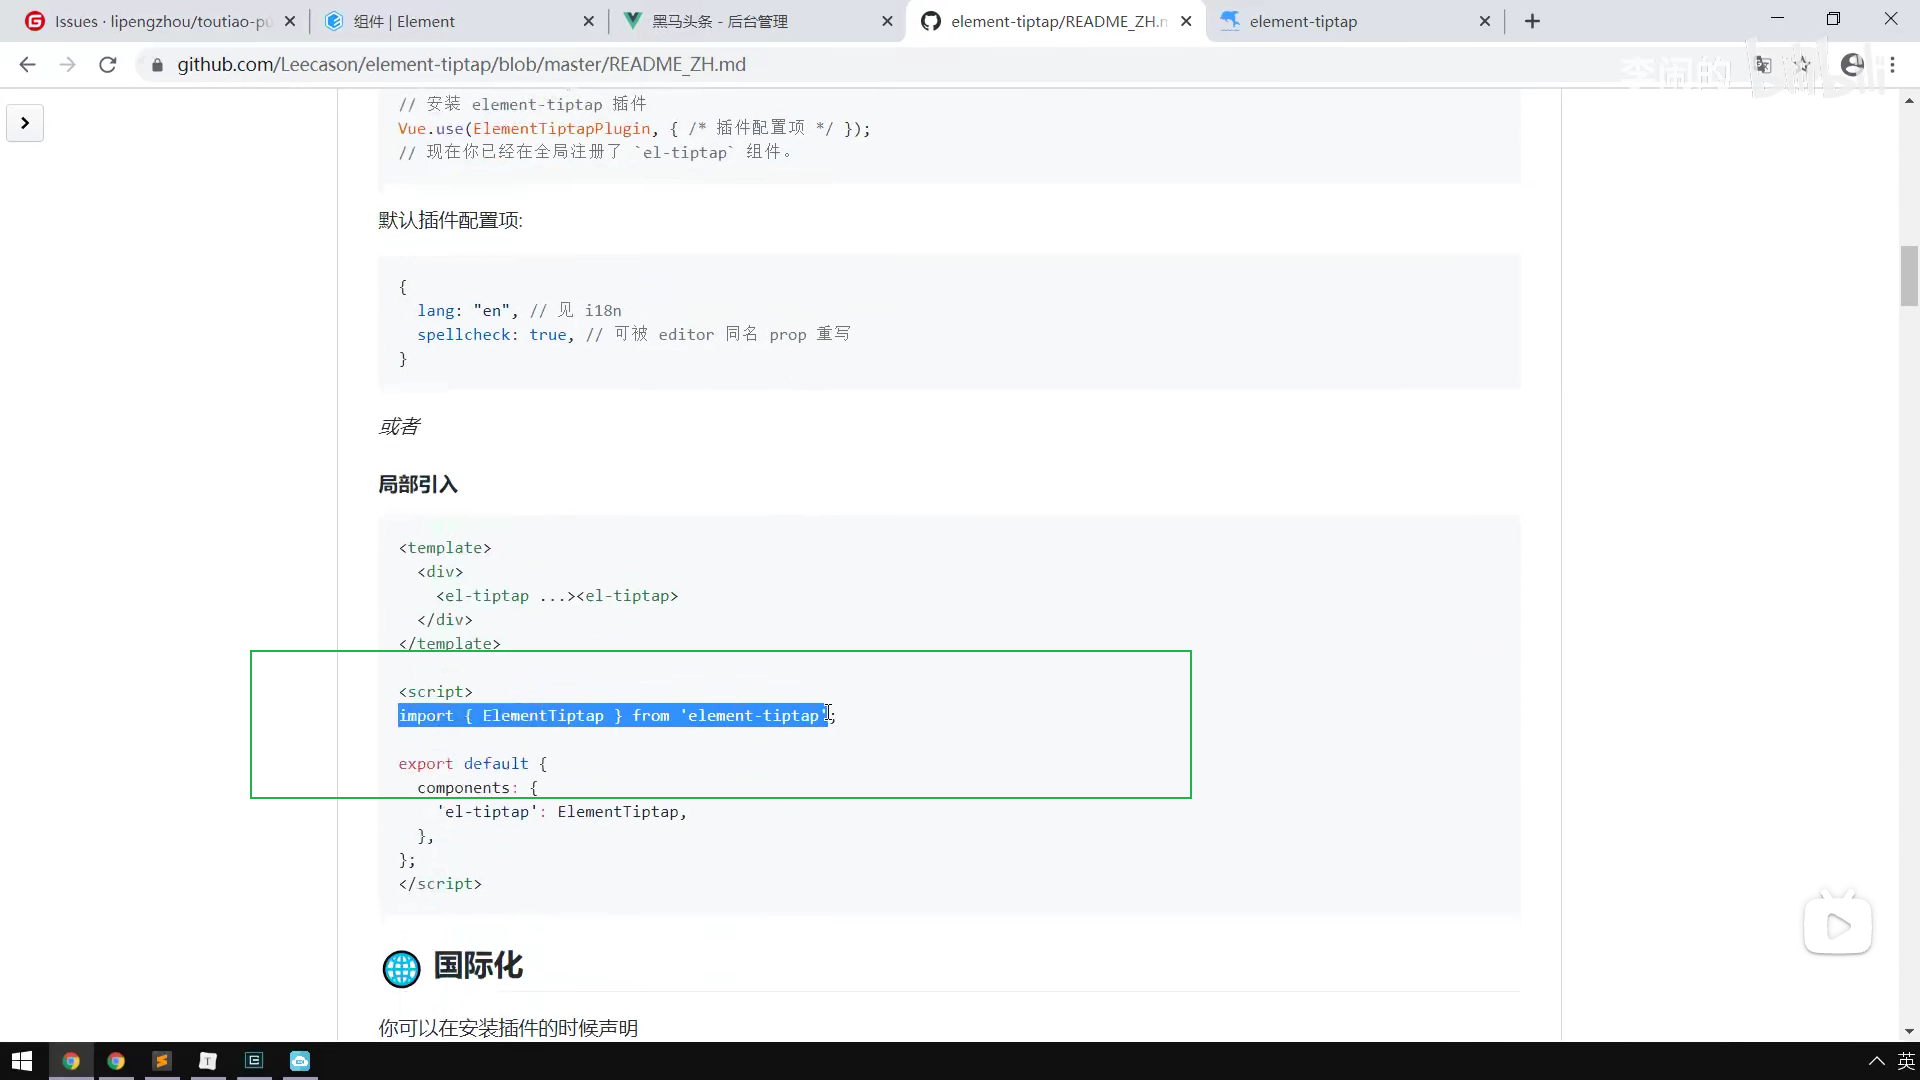 Issues · lipengzhou/toutiao-pu
组件 | Element
黑马头条 - 后台管理
element-tiptap/README_ZH.m
element-tiptap
github.com/Leecason/element-tiptap/blob/master/README_ZH.md
李闹的
bilibili
// 安装 element-tiptap 插件
Vue.use(ElementTiptapPlugin, { /* 插件配置项 */ });
// 现在你已经在全局注册了 `el-tiptap` 组件。
默认插件配置项:
{
lang: "en", // 见 i18n
spellcheck: true, // 可被 editor 同名 prop 重写
}
或者
局部引入
<template>
<div>
<el-tiptap ...><el-tiptap>
</div>
</template>
<script>
import { ElementTiptap } from 'element-tiptap';
export default {
components: {
'el-tiptap': ElementTiptap,
},
};
</script>
国际化
你可以在安装插件的时候声明
英